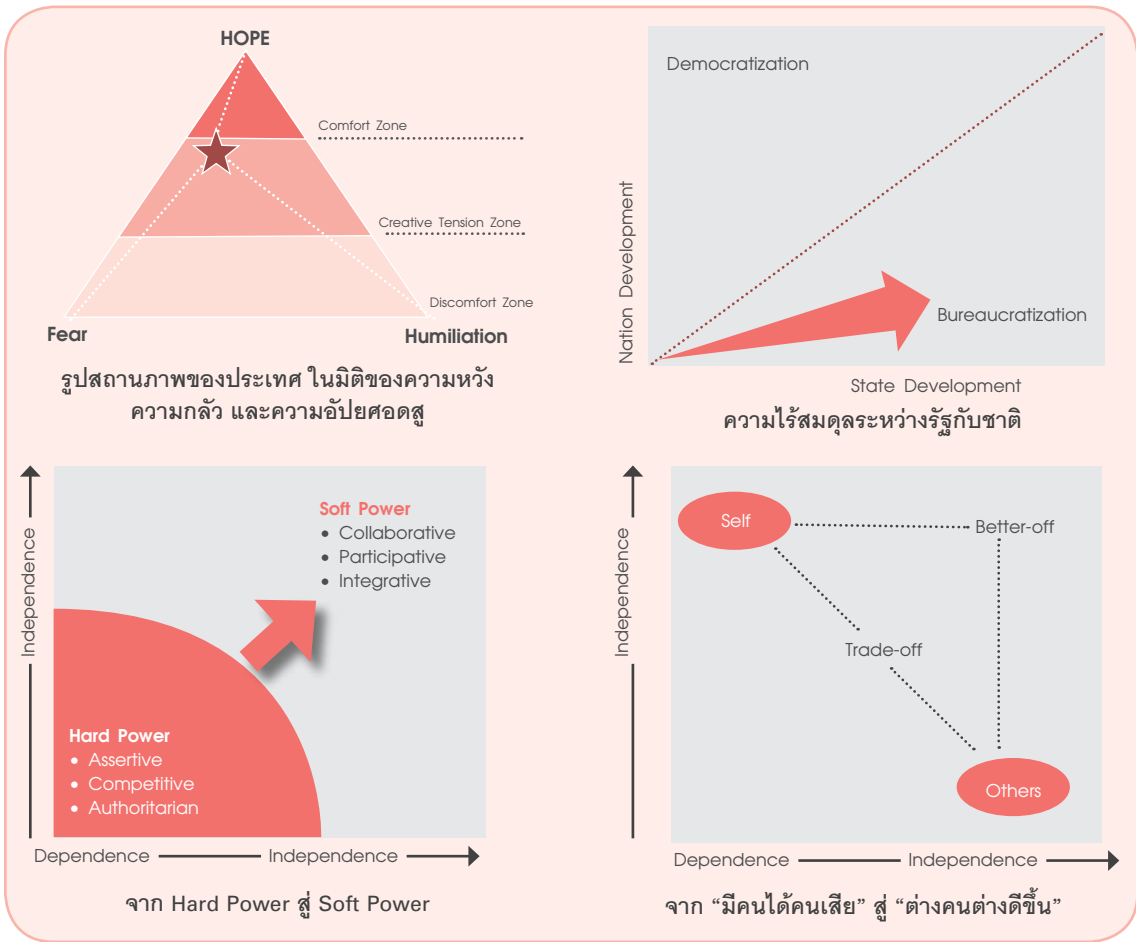 HOPE
Comfort Zone
Creative Tension Zone
Discomfort Zone
Fear
Humiliation
รูปสถานภาพของประเทศ ในมิติของความหวัง
ความกลัว และความอัปยศอดสู
Democratization
Nation Development
Bureaucratization
State Development
ความไร้สมดุลระหว่างรัฐกับชาติ
Independence
Soft Power
• Collaborative
• Participative
• Integrative
Hard Power
• Assertive
• Competitive
• Authoritarian
Dependence
Independence
จาก Hard Power สู่ Soft Power
Independence
Self
Better-off
Trade-off
Others
Dependence
Independence
จาก “มีคนได้คนเสีย” สู่ “ต่างคนต่างดีขึ้น”